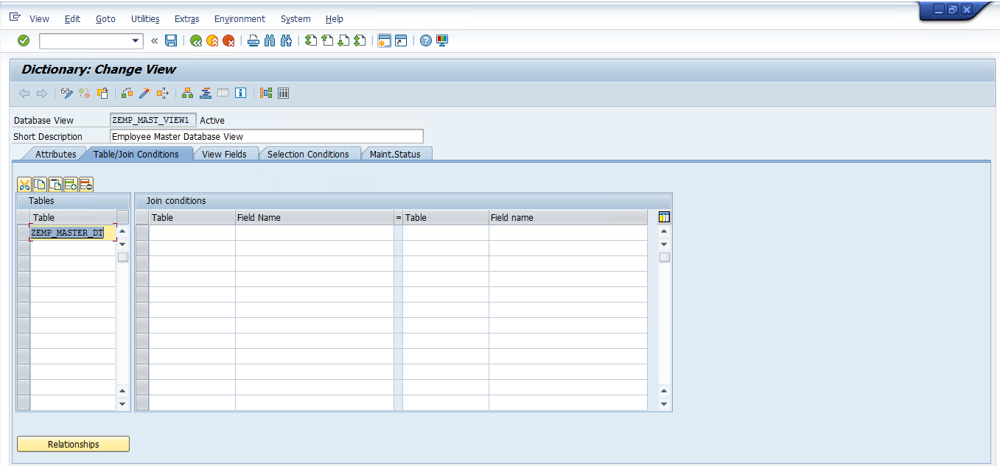 View Edit Goto Utilities Extras Environment System Help
Dictionary: Change View
Database View ZEMP_MAST_VIEW1 Active
Short Description Employee Master Database View
Attributes Table/Join Conditions View Fields Selection Conditions Maint.Status
Tables Join conditions
Table Table Field Name = Table Field name
ZEMP_MASTER_DT
Relationships